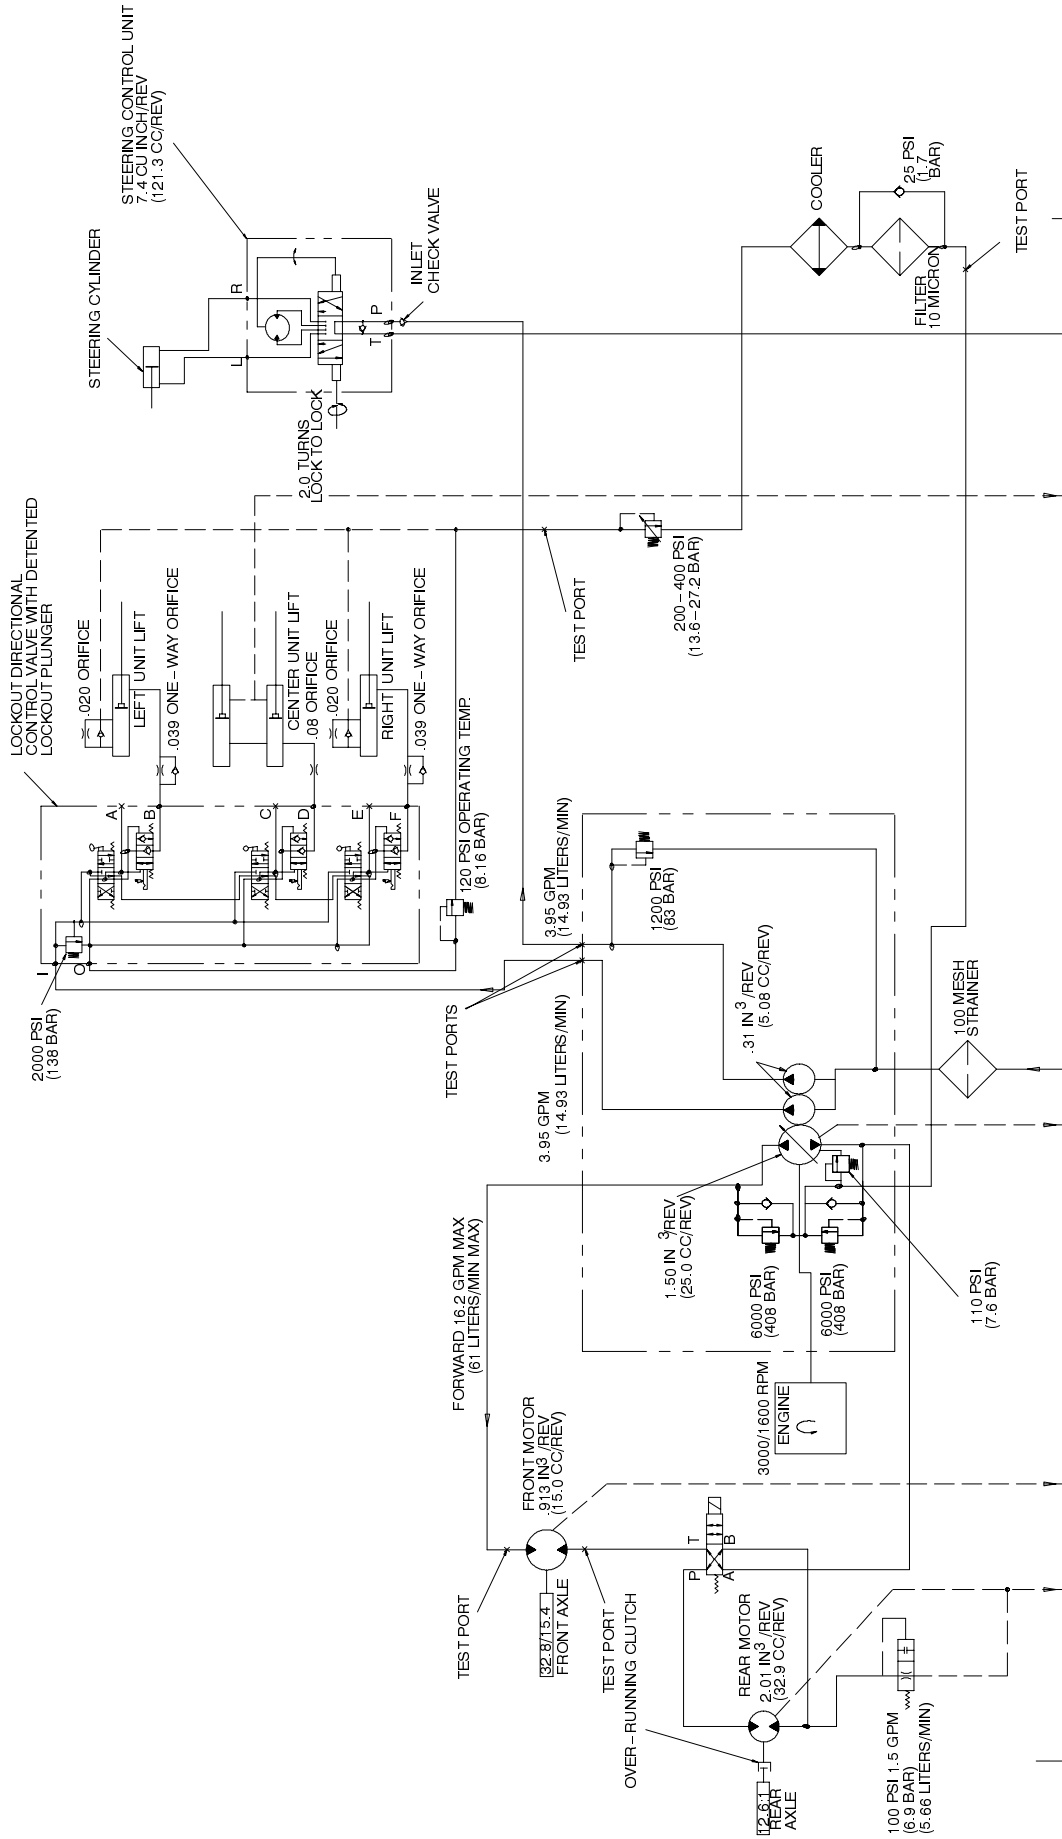 STEERING CONTROL UNIT
7.4 CU INCH/REV
(121.3 CC/REV)
STEERING CYLINDER
R
L
P
T
INLET
CHECK VALVE
2.0 TURNS
LOCK TO LOCK
COOLER
25 PSI
(1.7
BAR)
FILTER
10 MICRON
TEST PORT
LOCKOUT DIRECTIONAL
CONTROL VALVE WITH DETENTED
LOCKOUT PLUNGER
.020 ORIFICE
LEFT UNIT LIFT
.039 ONE-WAY ORIFICE
CENTER UNIT LIFT
.08 ORIFICE
.020 ORIFICE
RIGHT UNIT LIFT
.039 ONE-WAY ORIFICE
A
B
C
D
E
F
I
O
2000 PSI
(138 BAR)
120 PSI OPERATING TEMP.
(8.16 BAR)
TEST PORT
200-400 PSI
(13.6-27.2 BAR)
TEST PORTS
3.95 GPM
(14.93 LITERS/MIN)
3.95 GPM
(14.93 LITERS/MIN)
1200 PSI
(83 BAR)
.31 IN3/REV
(5.08 CC/REV)
100 MESH
STRAINER
1.50 IN3/REV
(25.0 CC/REV)
6000 PSI
(408 BAR)
6000 PSI
(408 BAR)
110 PSI
(7.6 BAR)
FORWARD 16.2 GPM MAX
(61 LITERS/MIN MAX)
3000/1600 RPM
ENGINE
FRONT MOTOR
.913 IN3/REV
(15.0 CC/REV)
TEST PORT
32.8/15.4
FRONT AXLE
TEST PORT
P
T
A
B
OVER-RUNNING CLUTCH
REAR MOTOR
2.01 IN3/REV
(32.9 CC/REV)
12.6:1
REAR
AXLE
100 PSI 1.5 GPM
(6.9 BAR)
(5.66 LITERS/MIN)